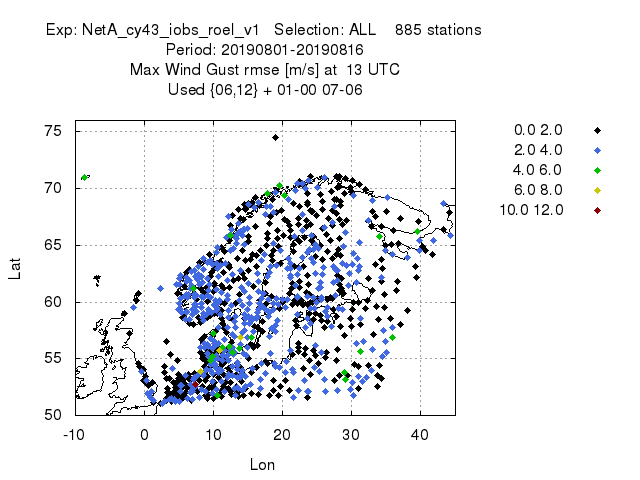 Exp: NetA_cy43_iobs_roel_v1   Selection: ALL    885 stations
Period: 20190801-20190816
Max Wind Gust rmse [m/s] at  13 UTC
Used {06,12} + 01-00 07-06
75
70
65
60
55
50
-10 0 10 20 30 40
Lat
Lon
0.0 2.0
2.0 4.0
4.0 6.0
6.0 8.0
10.0 12.0